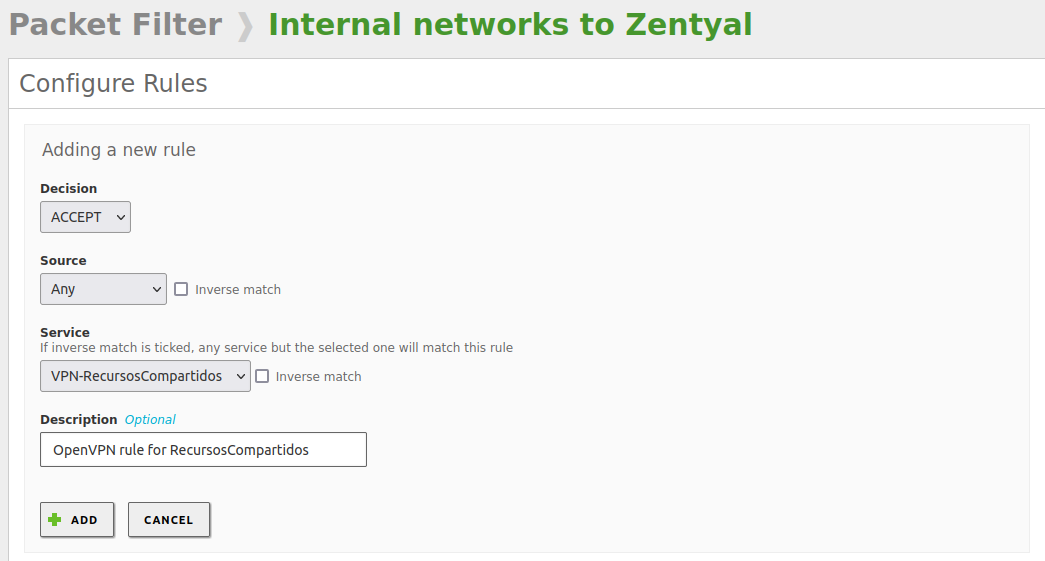 Packet Filter ❯ Internal networks to Zentyal
Configure Rules
Adding a new rule
Decision
ACCEPT
Source
Any Inverse match
Service
If inverse match is ticked, any service but the selected one will match this rule
VPN-RecursosCompartidos Inverse match
Description Optional
OpenVPN rule for RecursosCompartidos
ADD CANCEL